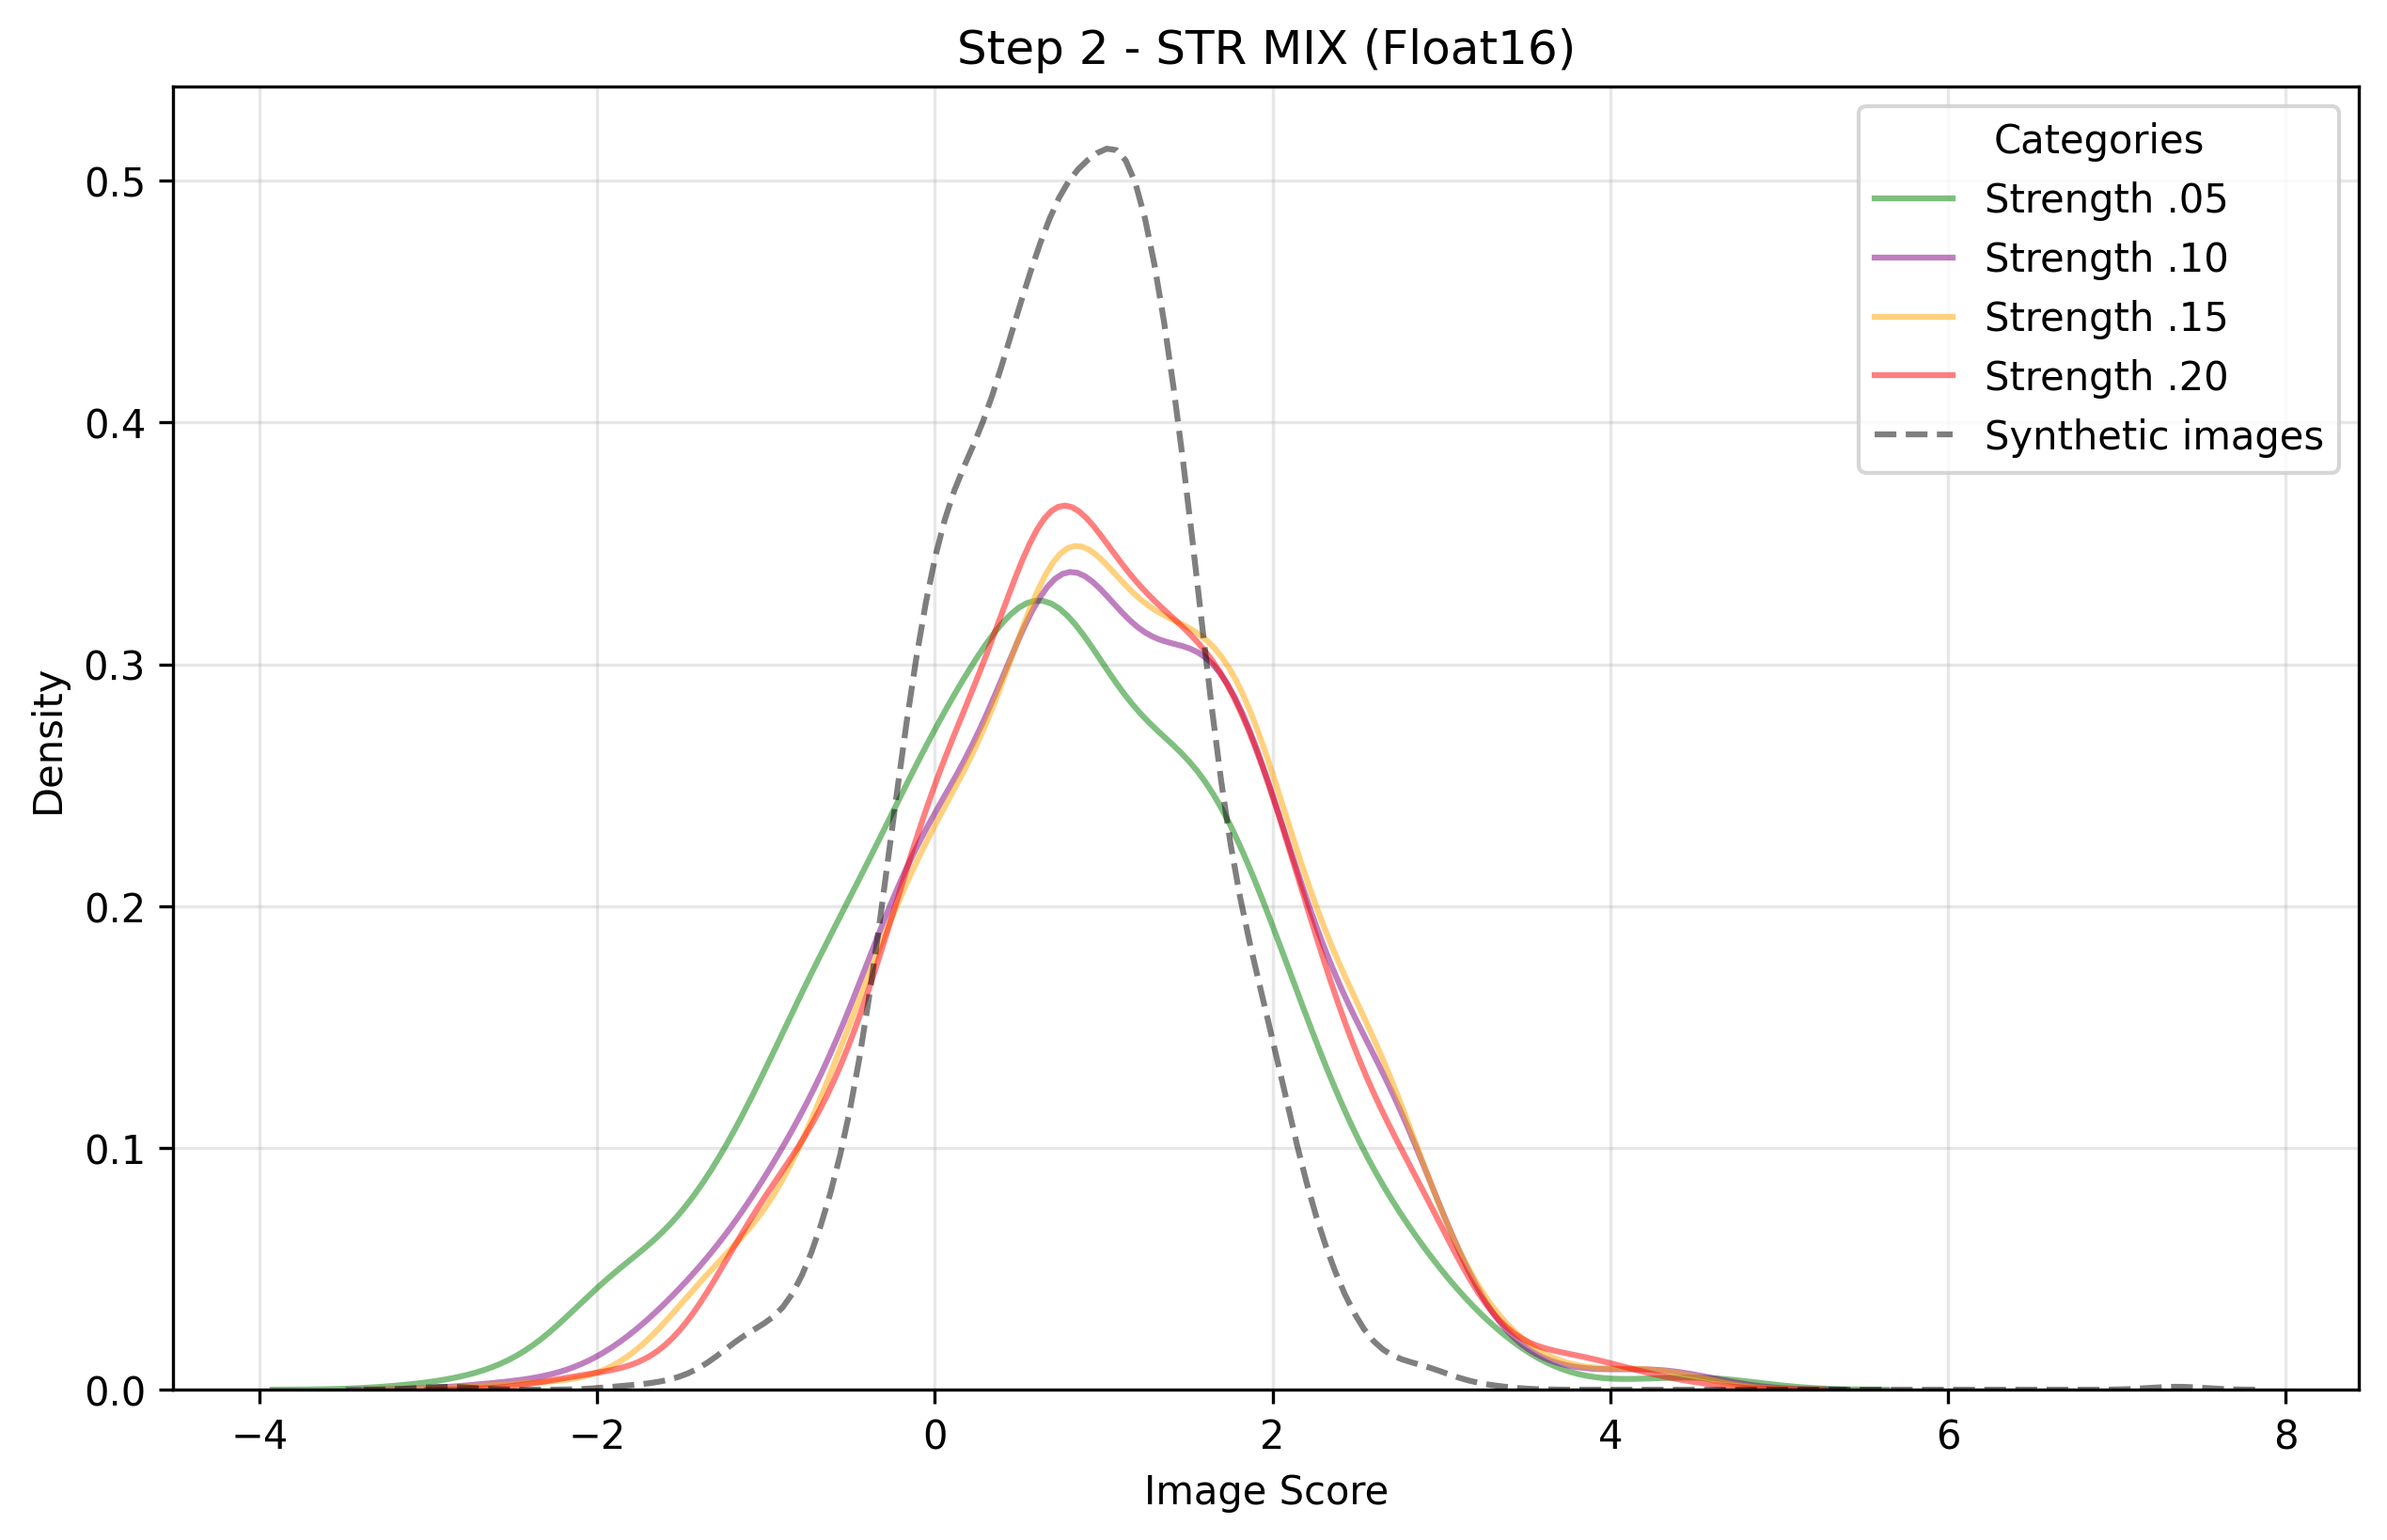 Step 2 - STR MIX (Float16)
Categories
Strength .05
Strength .10
Strength .15
Strength .20
Synthetic images
Density
0.5
0.4
0.3
0.2
0.1
0.0
−4
−2
0
2
4
6
8
Image Score